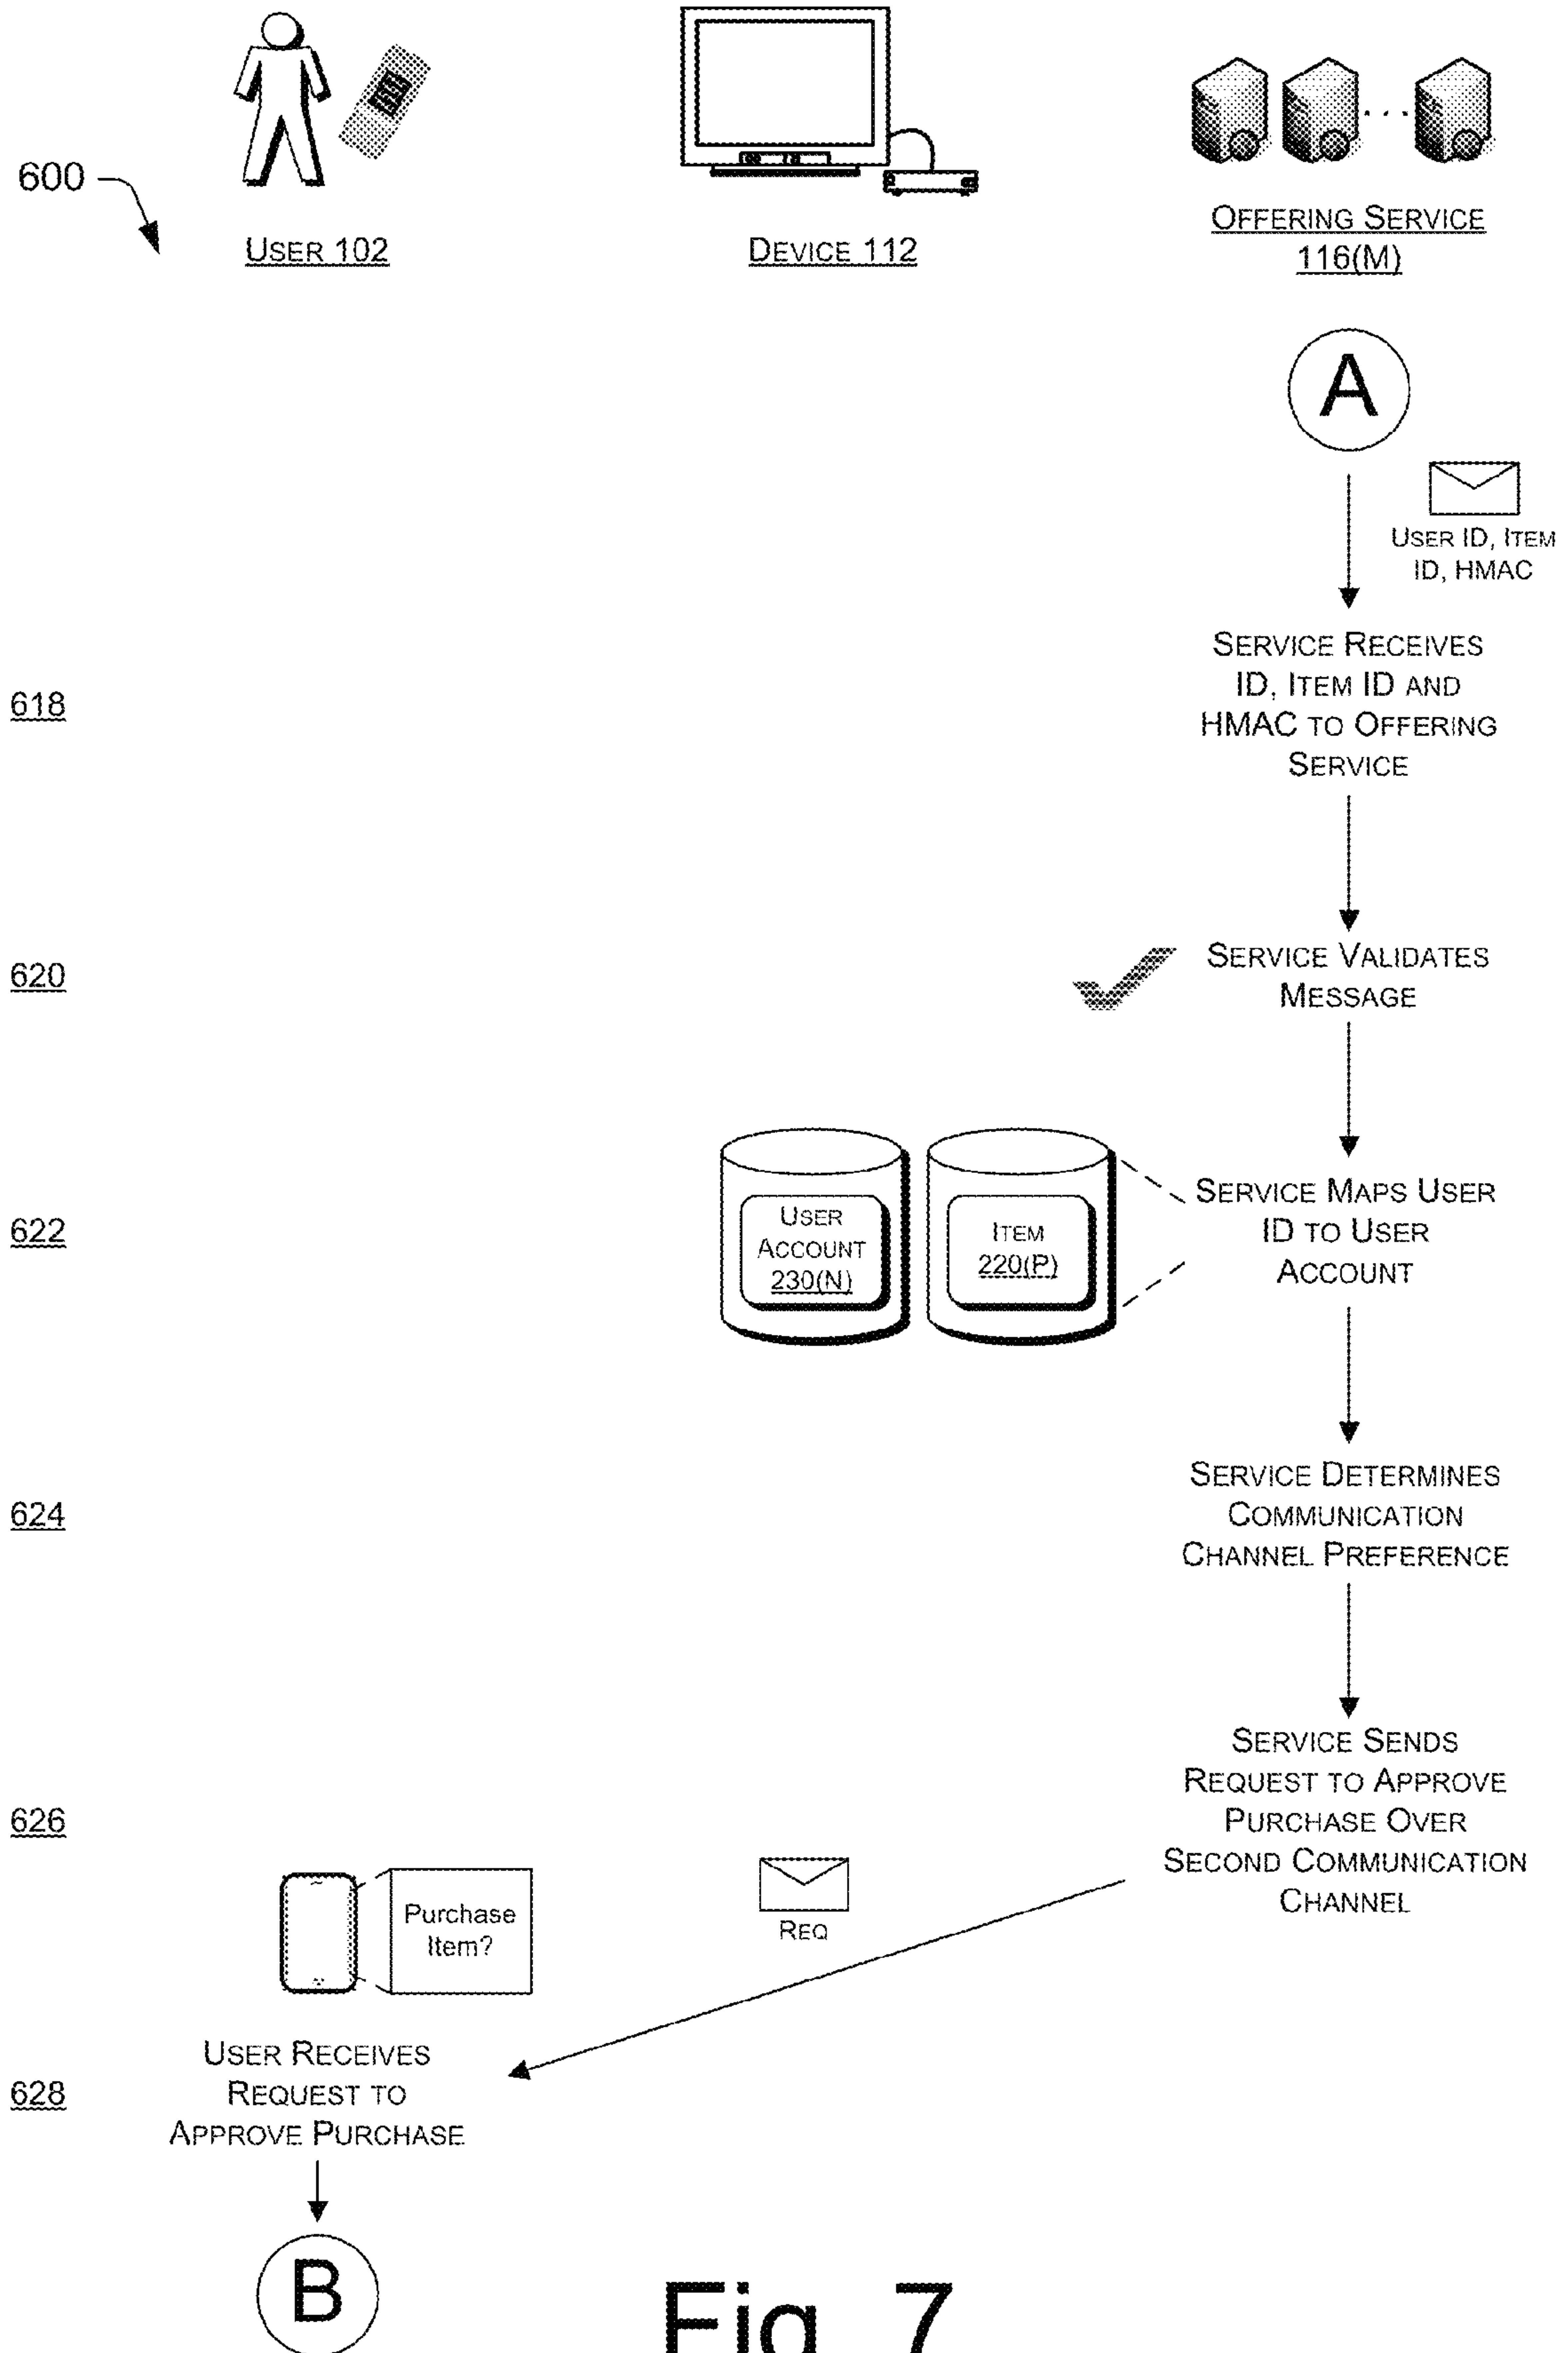 600
USER 102
DEVICE 112
OFFERING SERVICE
116(M)
A
USER ID, ITEM
ID, HMAC
618
SERVICE RECEIVES
ID, ITEM ID AND
HMAC TO OFFERING
SERVICE
620
SERVICE VALIDATES
MESSAGE
622
USER
ACCOUNT
230(N)
ITEM
220(P)
SERVICE MAPS USER
ID TO USER
ACCOUNT
624
SERVICE DETERMINES
COMMUNICATION
CHANNEL PREFERENCE
626
SERVICE SENDS
REQUEST TO APPROVE
PURCHASE OVER
SECOND COMMUNICATION
CHANNEL
Purchase
Item?
REQ
628
USER RECEIVES
REQUEST TO
APPROVE PURCHASE
B
Fig. 7